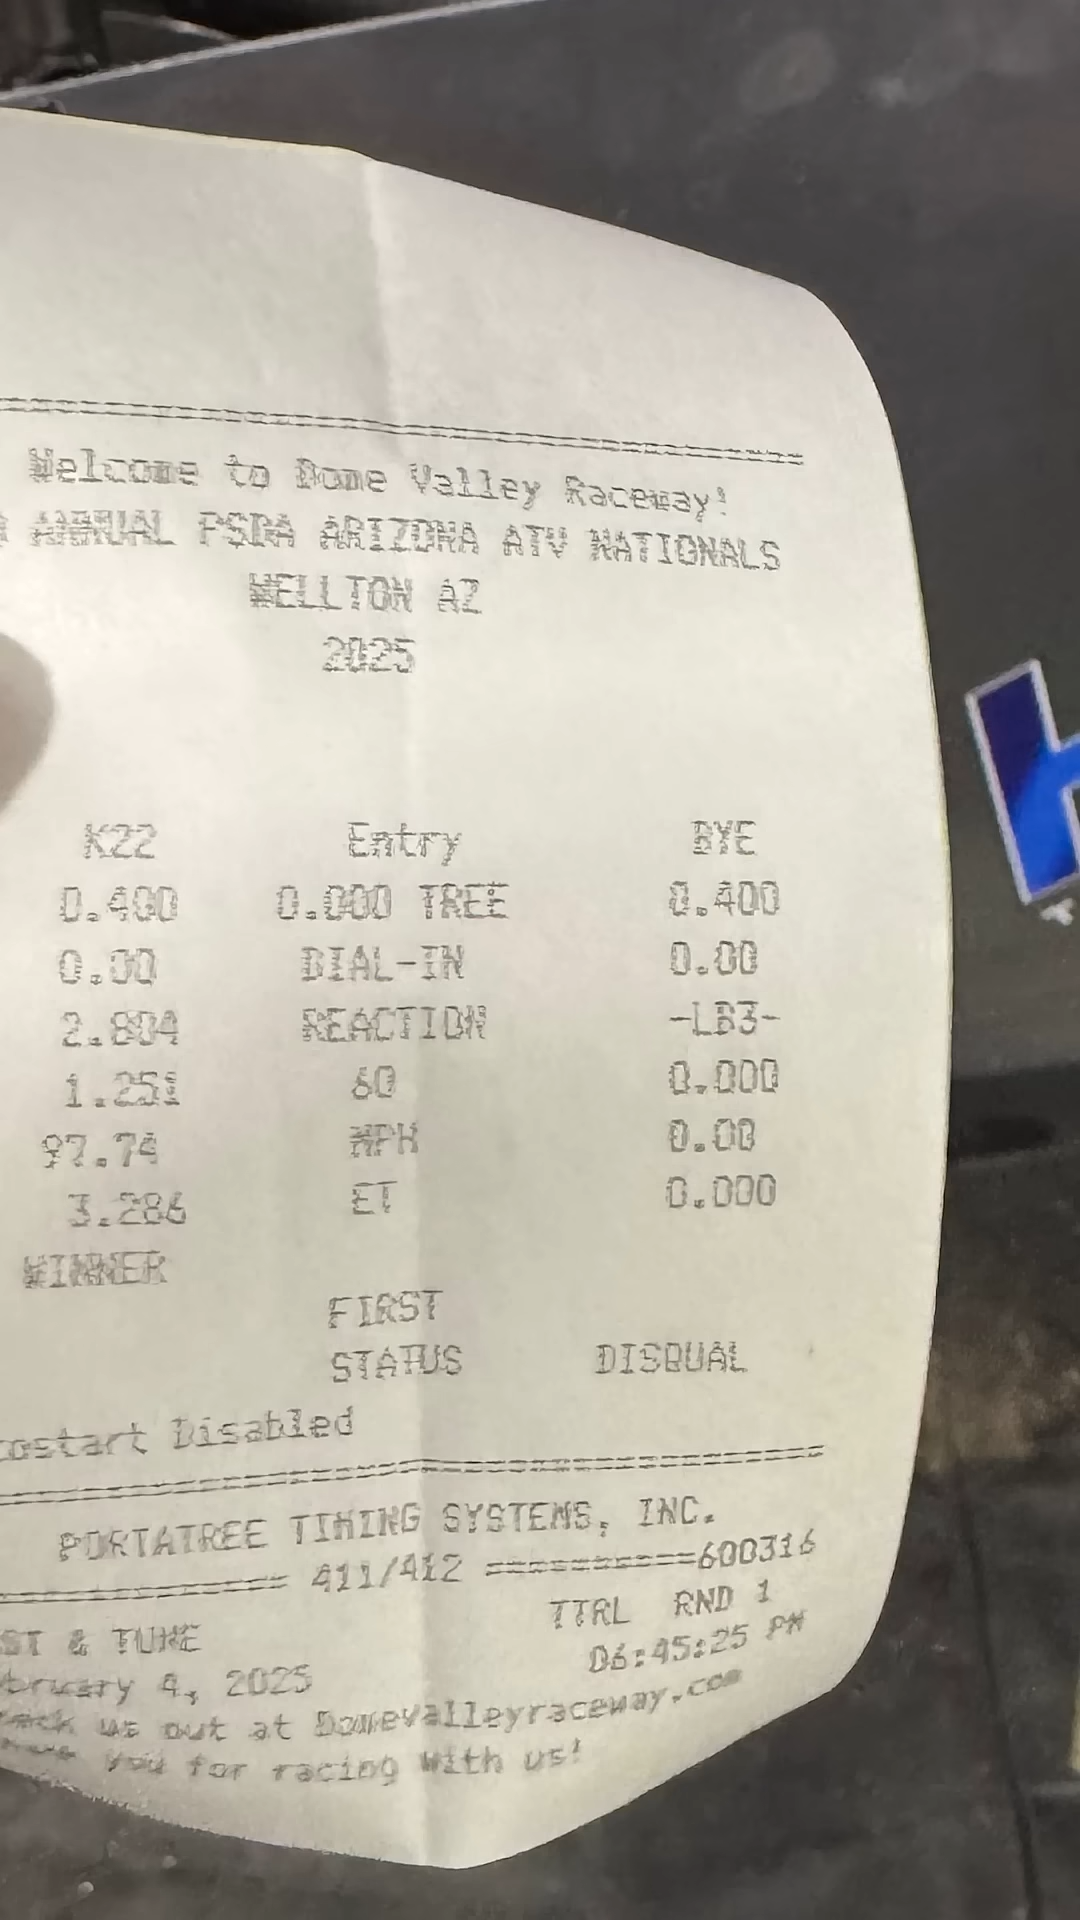 Welcome to Dome Valley Raceway!
ANNUAL PSDA ARIZONA ATV NATIONALS
WELLTON AZ
2025
K22 Entry BYE
0.400 0.000 TREE 0.400
0.00 DIAL-IN 0.00
2.804 REACTION -LB3-
1.251 60 0.000
97.74 MPH 0.00
3.286 ET 0.000
WINNER
FIRST
STATUS DISQUAL
tostart Disabled
PORTATREE TIMING SYSTEMS, INC.
411/412 ==========600316
ST & TUNE TTRL RND 1
bruary 4, 2025 06:45:25 PM
us out at Domevalleyraceway.com
you for racing with us!
h